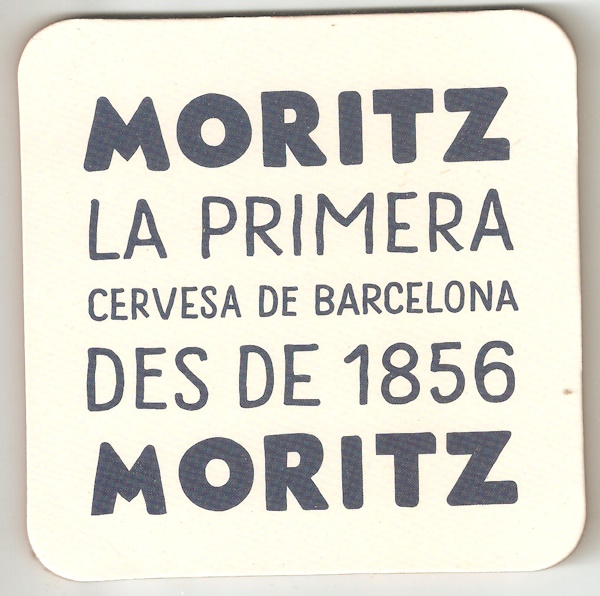 MORITZ
LA PRIMERA
CERVESA DE BARCELONA
DES DE 1856
MORITZ